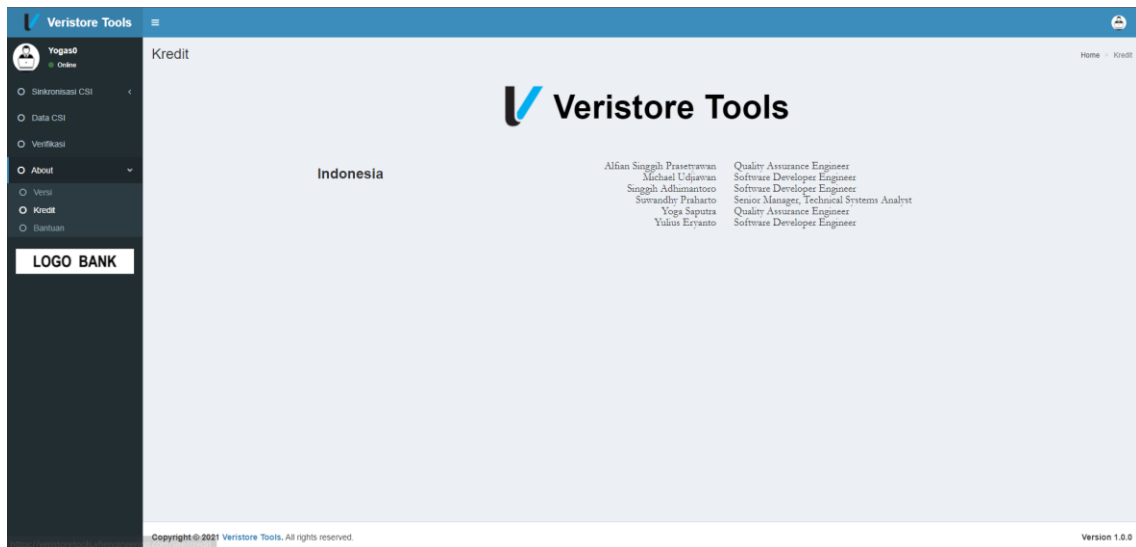 Veristore Tools
Yogas0
Online
Sinkronisasi CSI
Data CSI
Verifikasi
About
Versi
Kredit
Bantuan
LOGO BANK
Kredit
Home > Kredit
Veristore Tools
Indonesia
Alfian Singgih Prasetyawan Quality Assurance Engineer
Michael Udjiawan Software Developer Engineer
Singgih Adhimantoro Software Developer Engineer
Suwandhy Praharto Senior Manager, Technical Systems Analyst
Yoga Saputra Quality Assurance Engineer
Yulius Eryanto Software Developer Engineer
Copyright © 2021 Veristore Tools. All rights reserved.
Version 1.0.0